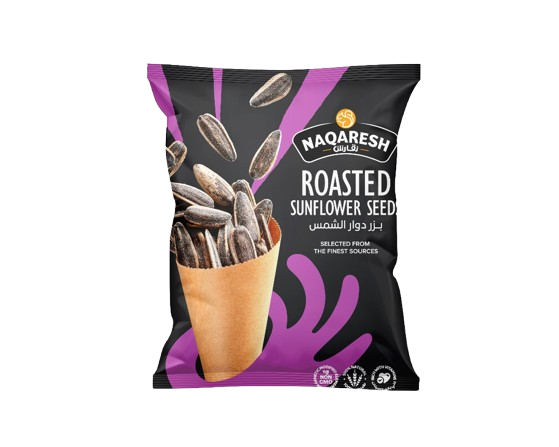 NAQARESH
نقارش
ROASTED
SUNFLOWER SEEDS
بزر دوار الشمس
SELECTED FROM
THE FINEST SOURCES
NON
GMO